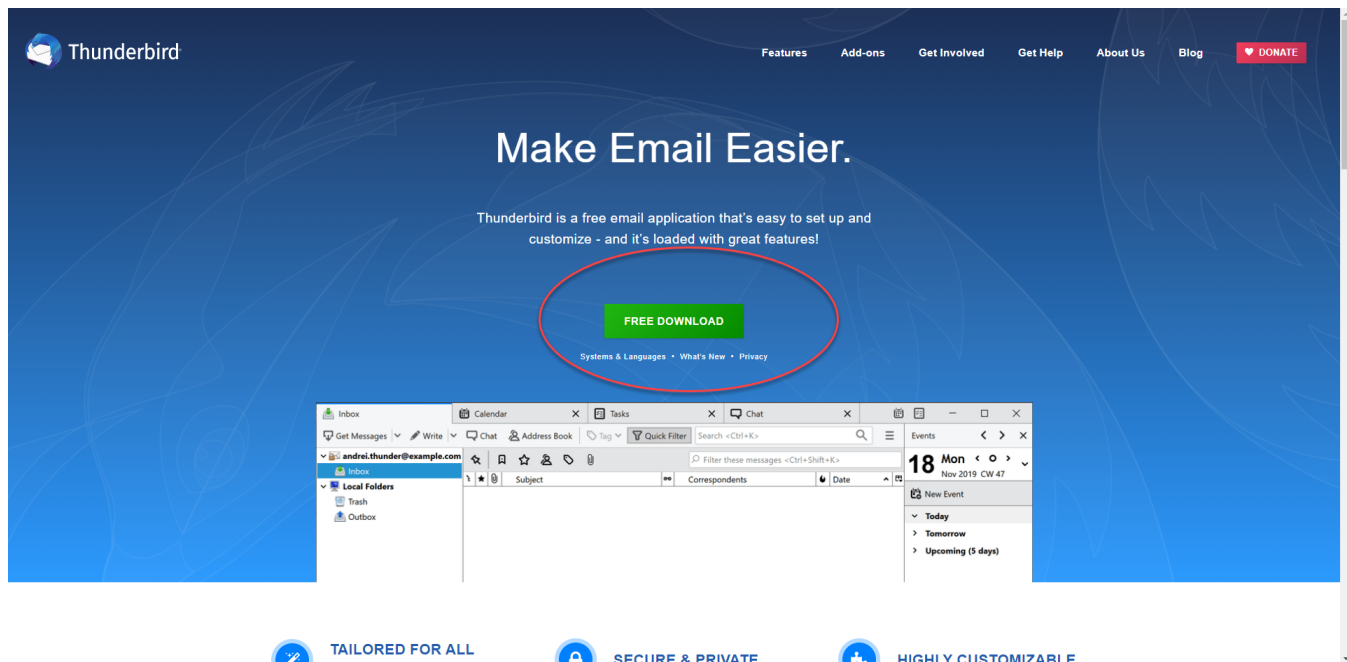 Thunderbird
Features Add-ons Get Involved Get Help About Us Blog DONATE
Make Email Easier.
Thunderbird is a free email application that's easy to set up and
customize - and it's loaded with great features!
FREE DOWNLOAD
Systems & Languages • What's New • Privacy
Inbox Calendar Tasks Chat
Get Messages Write Chat Address Book Tag Quick Filter Search <Ctrl+K> Events
andrei.thunder@example.com Filter these messages <Ctrl+Shift+K> 18 Mon
Inbox Nov 2019 CW 47
Subject Correspondents Date
Local Folders New Event
Trash
Outbox Today
Tomorrow
Upcoming (5 days)
TAILORED FOR ALL
SECURE & PRIVATE HIGHLY CUSTOMIZABLE